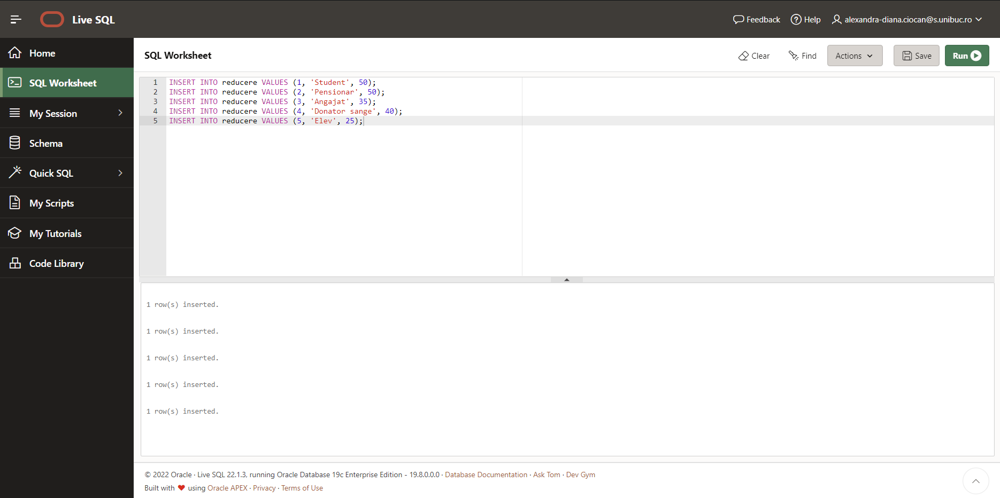 Live SQL
Feedback
Help
alexandra-diana.ciocan@s.unibuc.ro
Home
SQL Worksheet
My Session
Schema
Quick SQL
My Scripts
My Tutorials
Code Library
SQL Worksheet
Clear
Find
Actions
Save
Run
1 INSERT INTO reducere VALUES (1, 'Student', 50);
2 INSERT INTO reducere VALUES (2, 'Pensionar', 50);
3 INSERT INTO reducere VALUES (3, 'Angajat', 35);
4 INSERT INTO reducere VALUES (4, 'Donator sange', 40);
5 INSERT INTO reducere VALUES (5, 'Elev', 25);
1 row(s) inserted.
1 row(s) inserted.
1 row(s) inserted.
1 row(s) inserted.
1 row(s) inserted.
© 2022 Oracle · Live SQL 22.1.3, running Oracle Database 19c Enterprise Edition - 19.8.0.0.0 · Database Documentation · Ask Tom · Dev Gym
Built with ❤ using Oracle APEX · Privacy · Terms of Use